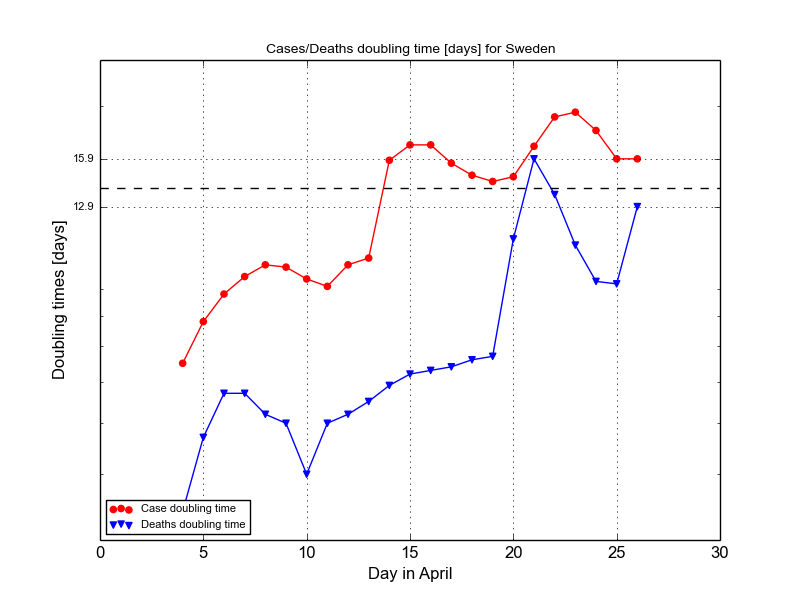 Cases/Deaths doubling time [days] for Sweden
15.9
12.9
Doubling times [days]
Case doubling time
Deaths doubling time
0 5 10 15 20 25 30
Day in April